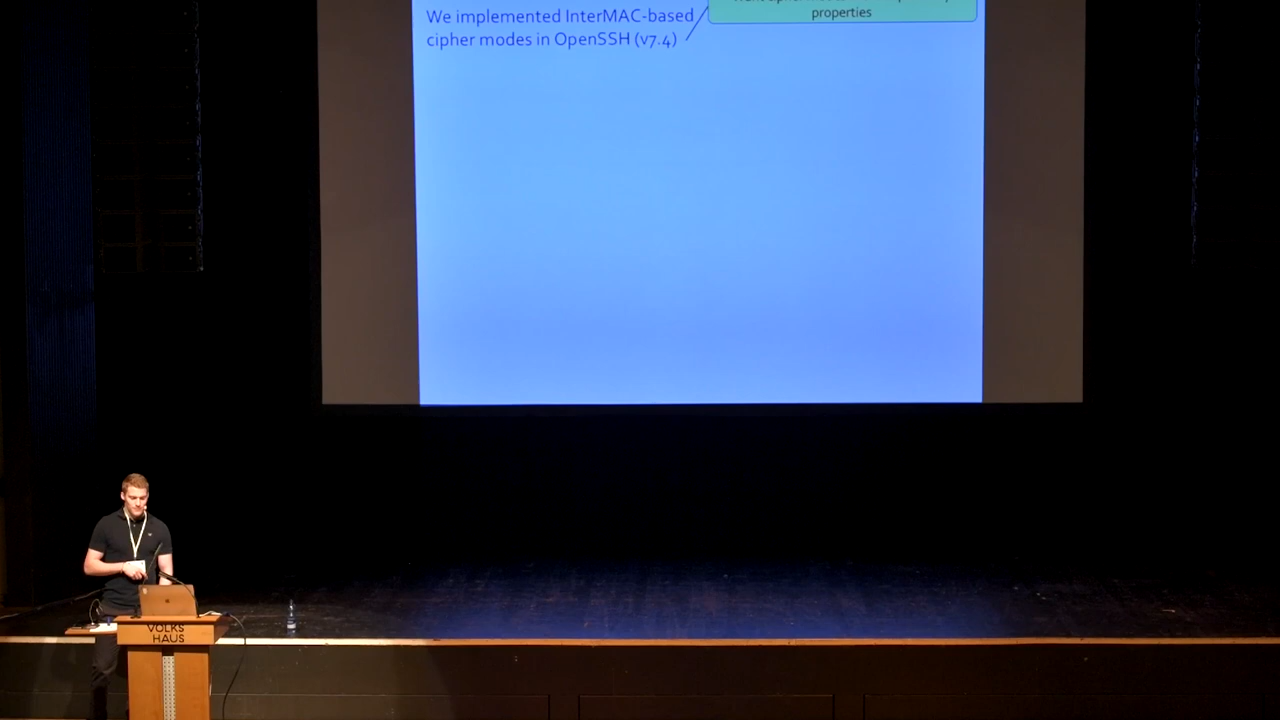 We implemented InterMAC-based
cipher modes in OpenSSH (v7.4)
properties
VOLKS
HAUS